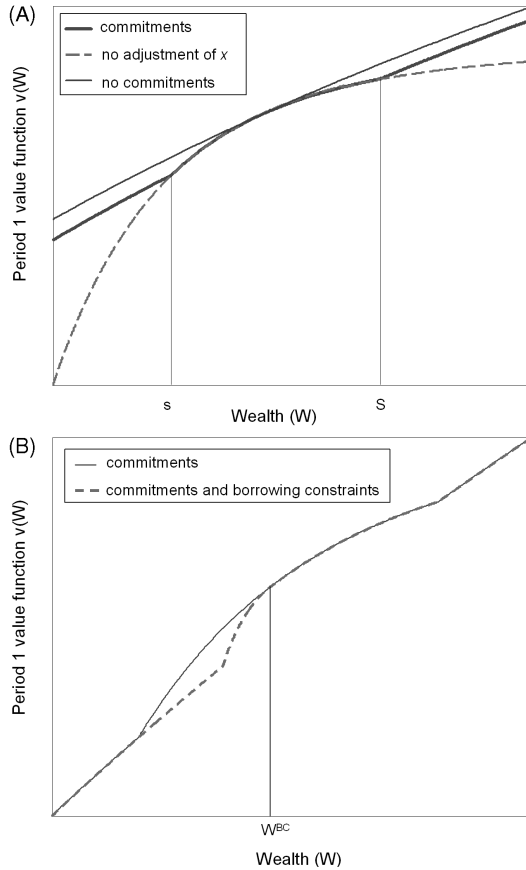 (A)
commitments
no adjustment of x
no commitments
Period 1 value function v(W)
s
S
Wealth (W)
(B)
commitments
commitments and borrowing constraints
Period 1 value function v(W)
W^BC
Wealth (W)